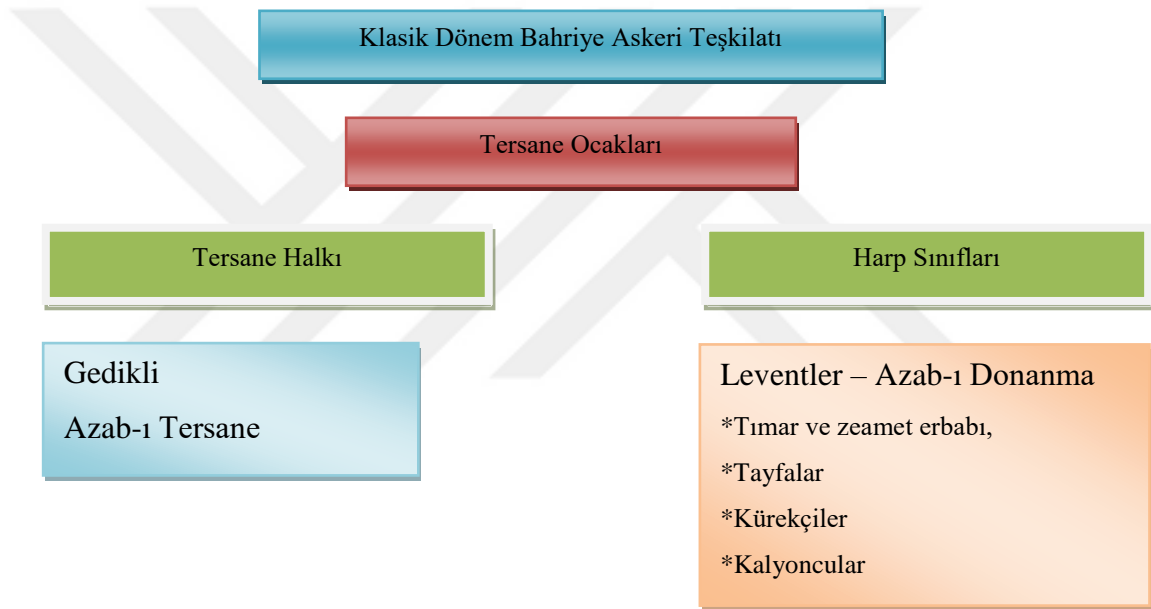 Klasik Dönem Bahriye Askeri Teşkilatı
Tersane Ocakları
Tersane Halkı
Harp Sınıfları
Gedikli
Azab-ı Tersane
Leventler – Azab-ı Donanma
*Tımar ve zeamet erbabı,
*Tayfalar
*Kürekçiler
*Kalyoncular